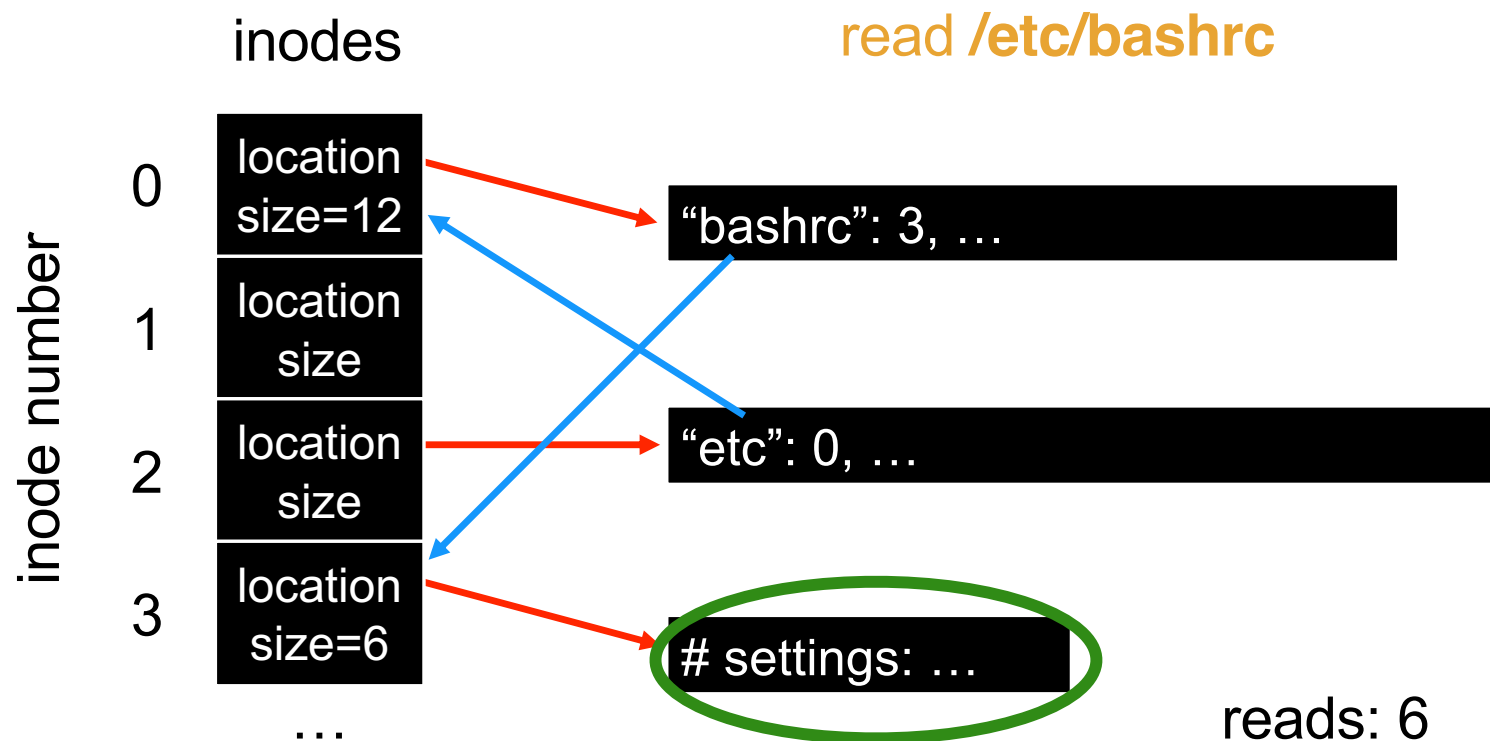 inodes
read /etc/bashrc
inode number
0
location
size=12
“bashrc”: 3, …
1
location
size
2
location
size
“etc”: 0, …
3
location
size=6
# settings: …
…
reads: 6